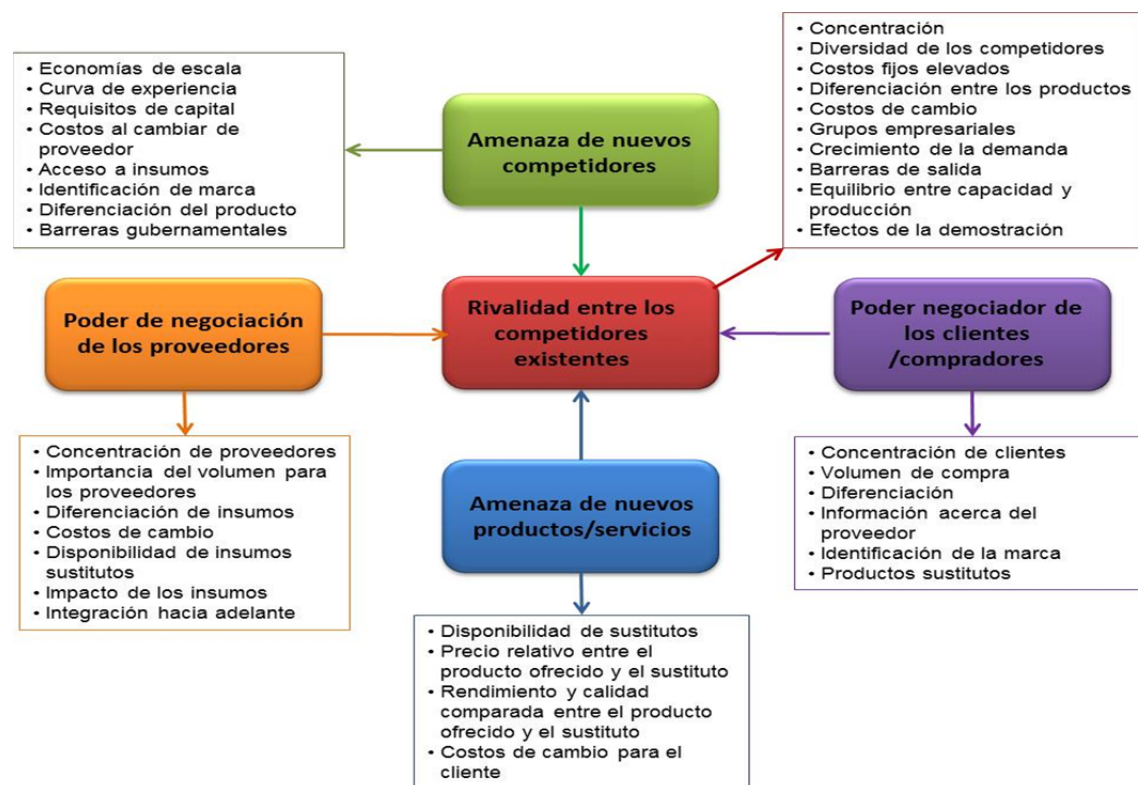 • Economías de escala
• Curva de experiencia
• Requisitos de capital
• Costos al cambiar de
proveedor
• Acceso a insumos
• Identificación de marca
• Diferenciación del producto
• Barreras gubernamentales
Amenaza de nuevos
competidores
• Concentración
• Diversidad de los competidores
• Costos fijos elevados
• Diferenciación entre los productos
• Costos de cambio
• Grupos empresariales
• Crecimiento de la demanda
• Barreras de salida
• Equilibrio entre capacidad y
producción
• Efectos de la demostración
Poder de negociación
de los proveedores
Rivalidad entre los
competidores
existentes
Poder negociador de
los clientes
/compradores
• Concentración de proveedores
• Importancia del volumen para
los proveedores
• Diferenciación de insumos
• Costos de cambio
• Disponibilidad de insumos
sustitutos
• Impacto de los insumos
• Integración hacia adelante
Amenaza de nuevos
productos/servicios
• Concentración de clientes
• Volumen de compra
• Diferenciación
• Información acerca del
proveedor
• Identificación de la marca
• Productos sustitutos
• Disponibilidad de sustitutos
• Precio relativo entre el
producto ofrecido y el sustituto
• Rendimiento y calidad
comparada entre el producto
ofrecido y el sustituto
• Costos de cambio para el
cliente